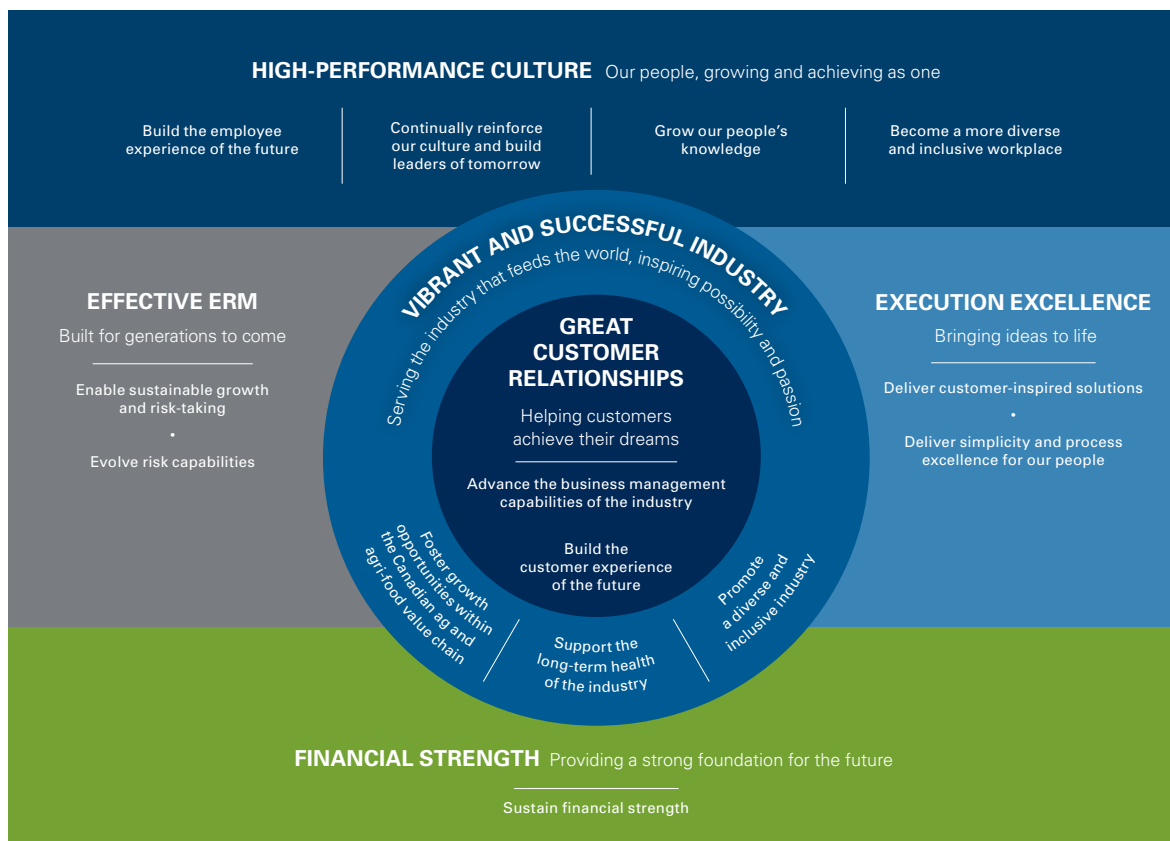 HIGH-PERFORMANCE CULTURE Our people, growing and achieving as one
Build the employee
experience of the future
Continually reinforce
our culture and build
leaders of tomorrow
Grow our people's
knowledge
Become a more diverse
and inclusive workplace
EFFECTIVE ERM
Built for generations to come
Enable sustainable growth
and risk-taking
•
Evolve risk capabilities
VIBRANT AND SUCCESSFUL INDUSTRY
Serving the industry that feeds the world, inspiring possibility and passion
GREAT
CUSTOMER
RELATIONSHIPS
Helping customers
achieve their dreams
Advance the business management
capabilities of the industry
Build the
customer experience
of the future
Foster growth
opportunities within
the Canadian ag and
agri-food value chain
Support the
long-term health
of the industry
Promote
a diverse and
inclusive industry
EXECUTION EXCELLENCE
Bringing ideas to life
Deliver customer-inspired solutions
•
Deliver simplicity and process
excellence for our people
FINANCIAL STRENGTH Providing a strong foundation for the future
Sustain financial strength